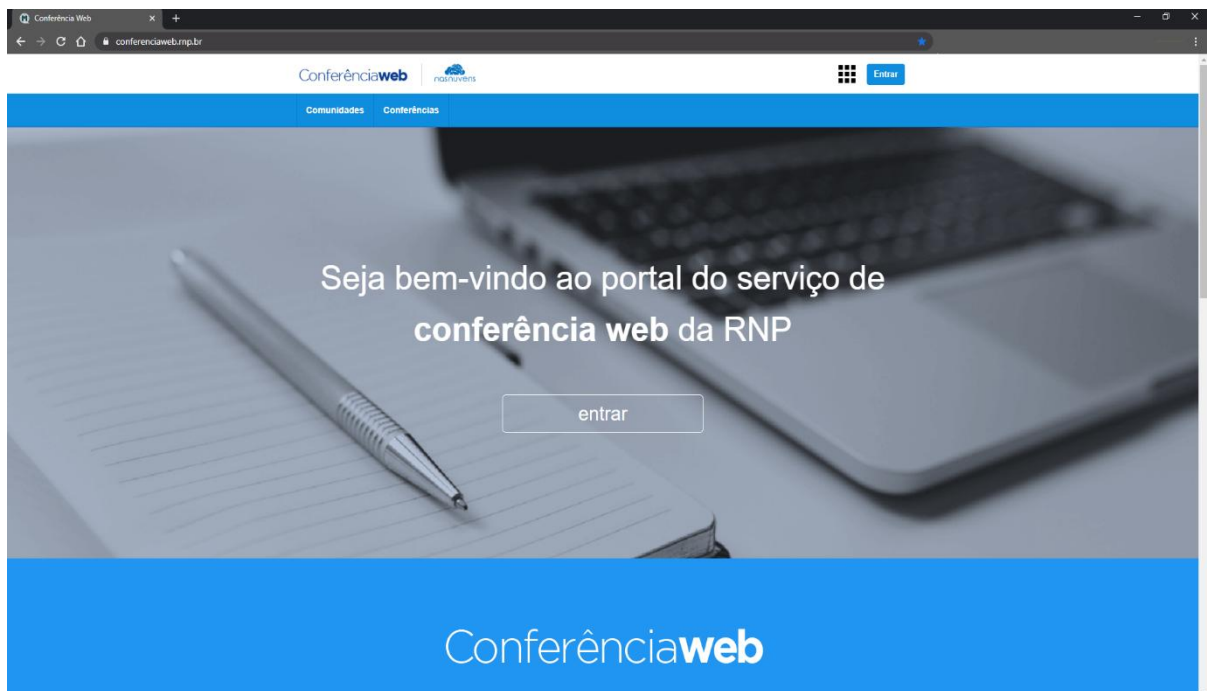 Conferência Web
conferenciaweb.rnp.br
Conferênciaweb
nasnuvens
Entrar
Comunidades
Conferências
Seja bem-vindo ao portal do serviço de
conferência web da RNP
entrar
Conferênciaweb